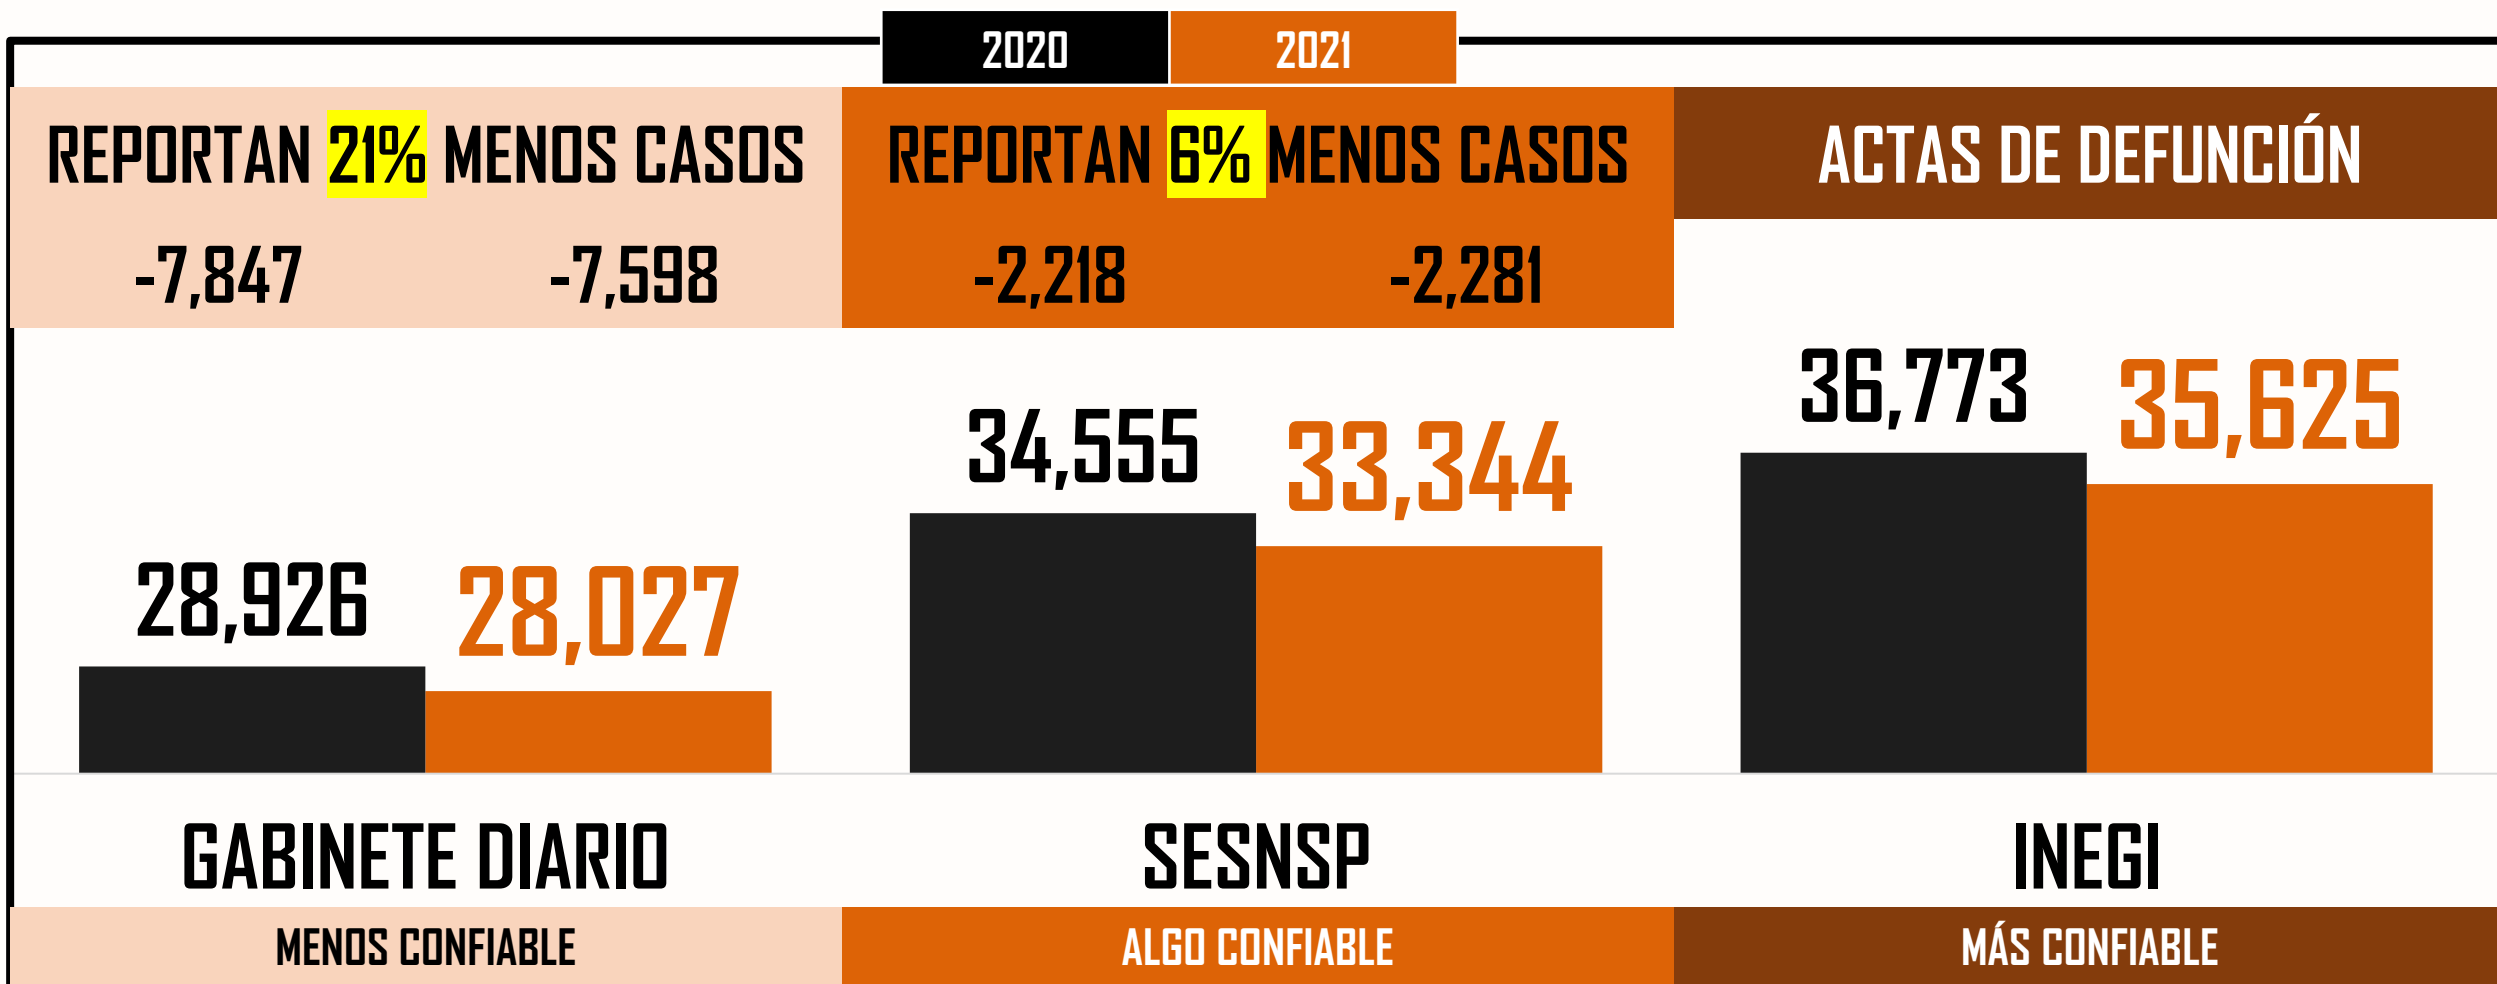 2020 2021
REPORTAN 21% MENOS CASOS REPORTAN 6% MENOS CASOS ACTAS DE DEFUNCIÓN
-7,847 -7,598 -2,218 -2,281
36,773 35,625
34,555 33,344
28,926 28,027
GABINETE DIARIO SESNSP INEGI
MENOS CONFIABLE ALGO CONFIABLE MÁS CONFIABLE